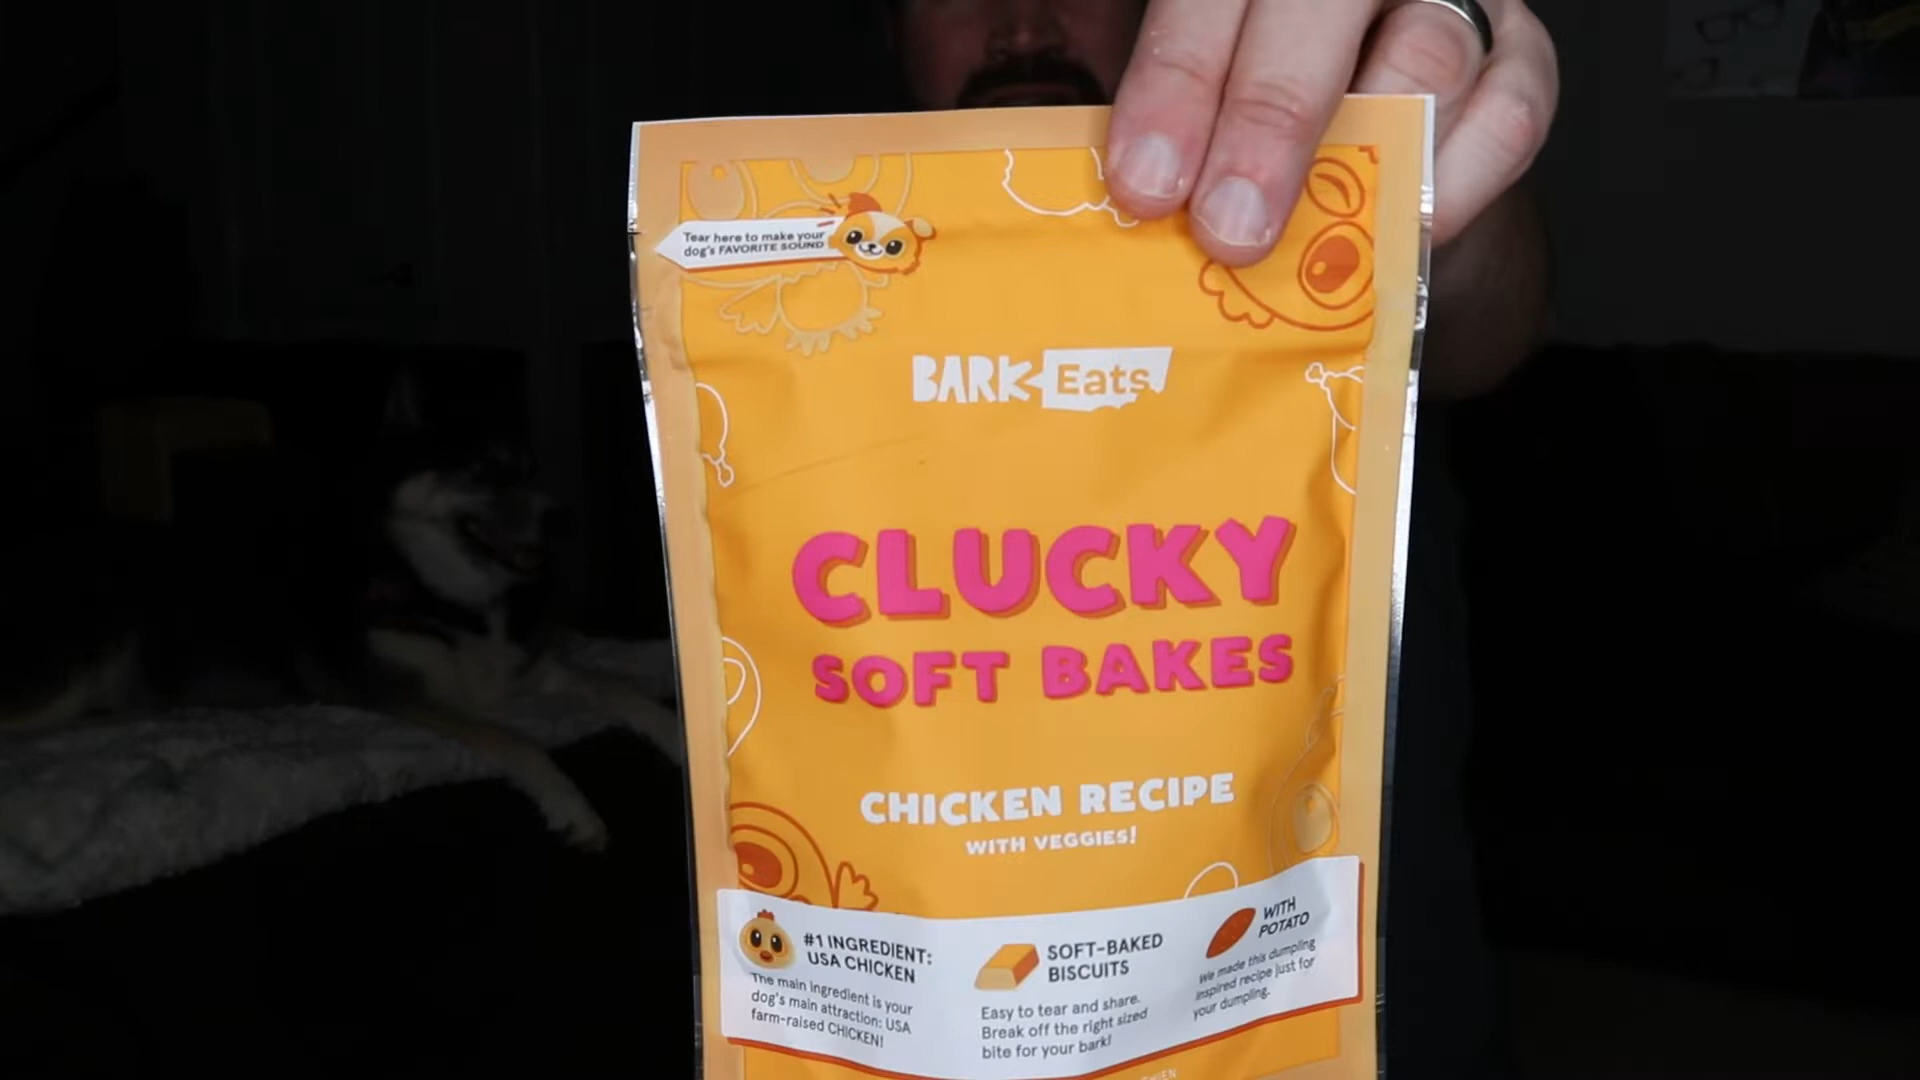 Tear here to make your
dog's FAVORITE SOUND
BARK Eats
CLUCKY
SOFT BAKES
CHICKEN RECIPE
WITH VEGGIES!
#1 INGREDIENT:
USA CHICKEN
The main ingredient is your
dog's main attraction: USA
farm-raised CHICKEN!
SOFT-BAKED
BISCUITS
Easy to tear and share.
Break off the right sized
bite for your bark!
WITH
POTATO
We made this dumpling
inspired recipe just for
your dumpling.